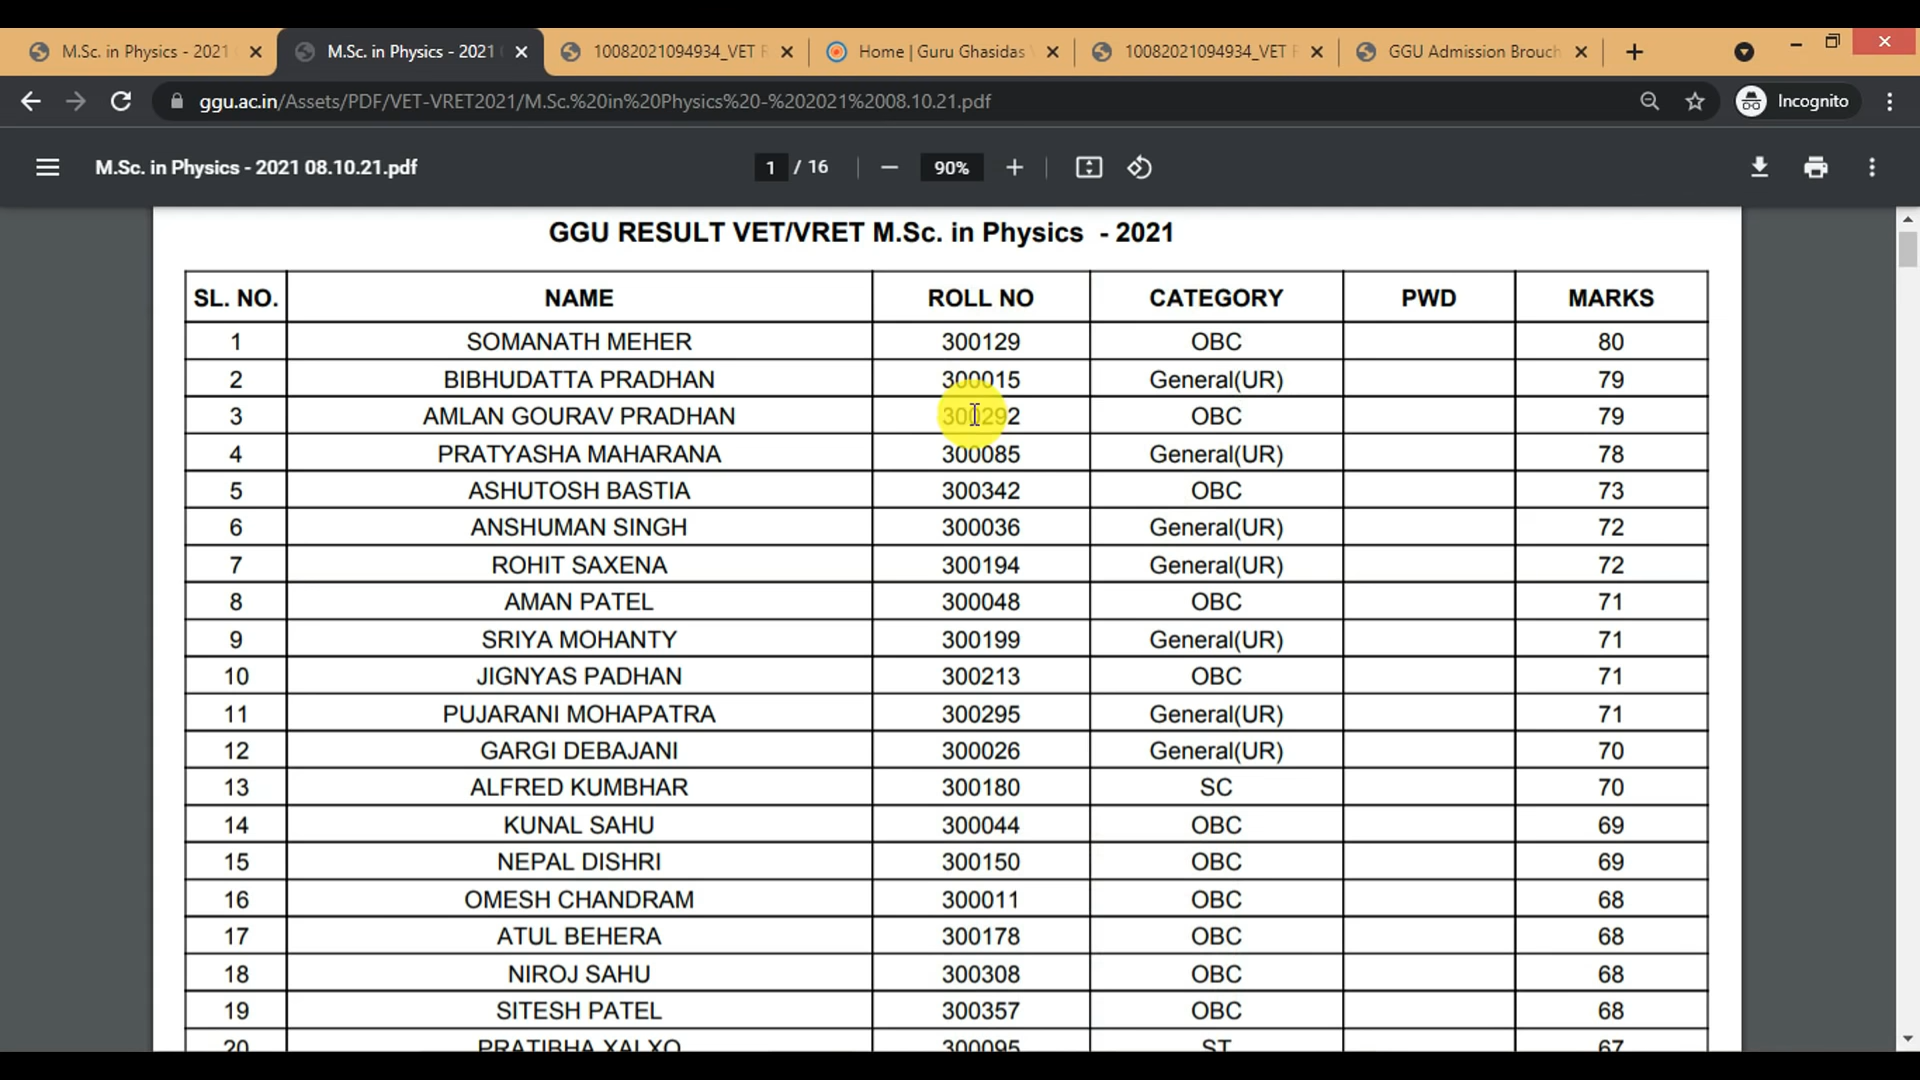 M.Sc. in Physics - 2021 M.Sc. in Physics - 2021 10082021094934_VET Home | Guru Ghasidas 10082021094934_VET GGU Admission Brouch
ggu.ac.in/Assets/PDF/VET-VRET2021/M.Sc.%20in%20Physics%20-%202021%2008.10.21.pdf Incognito
M.Sc. in Physics - 2021 08.10.21.pdf 1 / 16 90%
GGU RESULT VET/VRET M.Sc. in Physics - 2021
SL. NO. NAME ROLL NO CATEGORY PWD MARKS
1 SOMANATH MEHER 300129 OBC 80
2 BIBHUDATTA PRADHAN 300015 General(UR) 79
3 AMLAN GOURAV PRADHAN 300292 OBC 79
4 PRATYASHA MAHARANA 300085 General(UR) 78
5 ASHUTOSH BASTIA 300342 OBC 73
6 ANSHUMAN SINGH 300036 General(UR) 72
7 ROHIT SAXENA 300194 General(UR) 72
8 AMAN PATEL 300048 OBC 71
9 SRIYA MOHANTY 300199 General(UR) 71
10 JIGNYAS PADHAN 300213 OBC 71
11 PUJARANI MOHAPATRA 300295 General(UR) 71
12 GARGI DEBAJANI 300026 General(UR) 70
13 ALFRED KUMBHAR 300180 SC 70
14 KUNAL SAHU 300044 OBC 69
15 NEPAL DISHRI 300150 OBC 69
16 OMESH CHANDRAM 300011 OBC 68
17 ATUL BEHERA 300178 OBC 68
18 NIROJ SAHU 300308 OBC 68
19 SITESH PATEL 300357 OBC 68
20 PRATIBHA XALXO 300095 ST 67